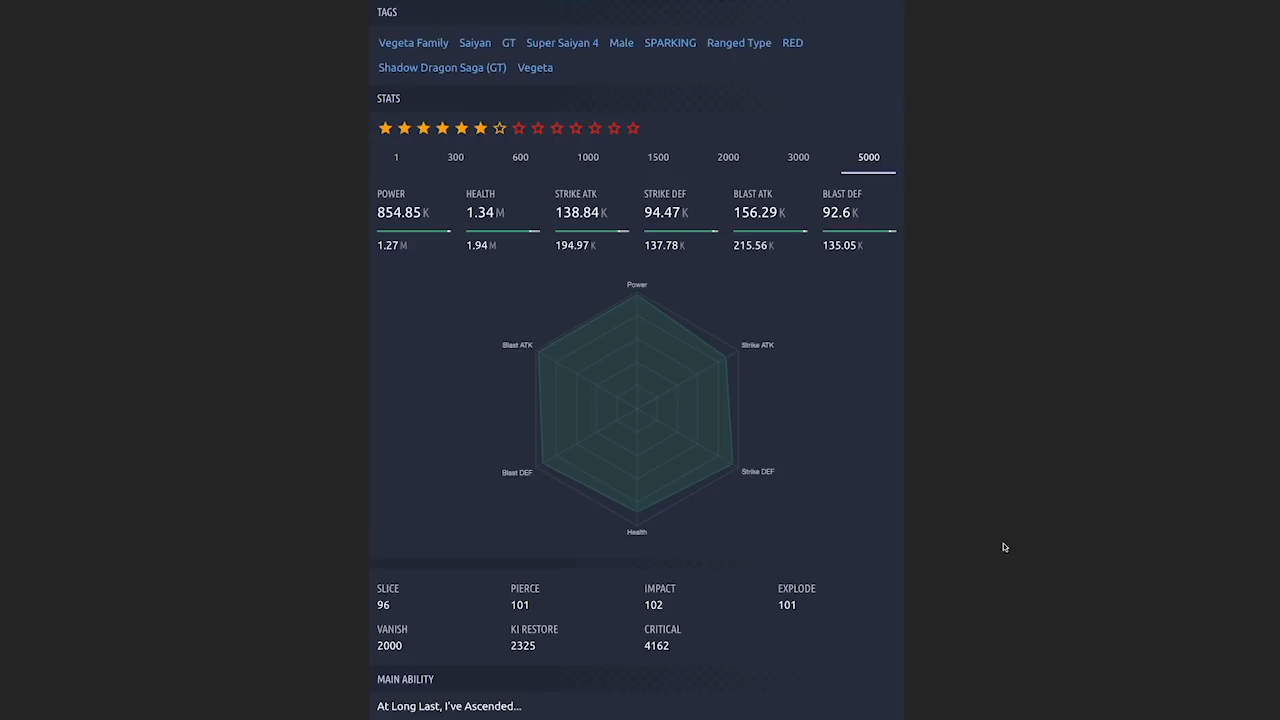 TAGS
Vegeta Family Saiyan GT Super Saiyan 4 Male SPARKING Ranged Type RED
Shadow Dragon Saga (GT) Vegeta
STATS
1 300 600 1000 1500 2000 3000 5000
POWER HEALTH STRIKE ATK STRIKE DEF BLAST ATK BLAST DEF
854.85 K 1.34 M 138.84 K 94.47 K 156.29 K 92.6 K
1.27 M 1.94 M 194.97 K 137.78 K 215.56 K 135.05 K
Power
Blast ATK Strike ATK
Blast DEF Strike DEF
Health
SLICE PIERCE IMPACT EXPLODE
96 101 102 101
VANISH KI RESTORE CRITICAL
2000 2325 4162
MAIN ABILITY
At Long Last, I've Ascended...